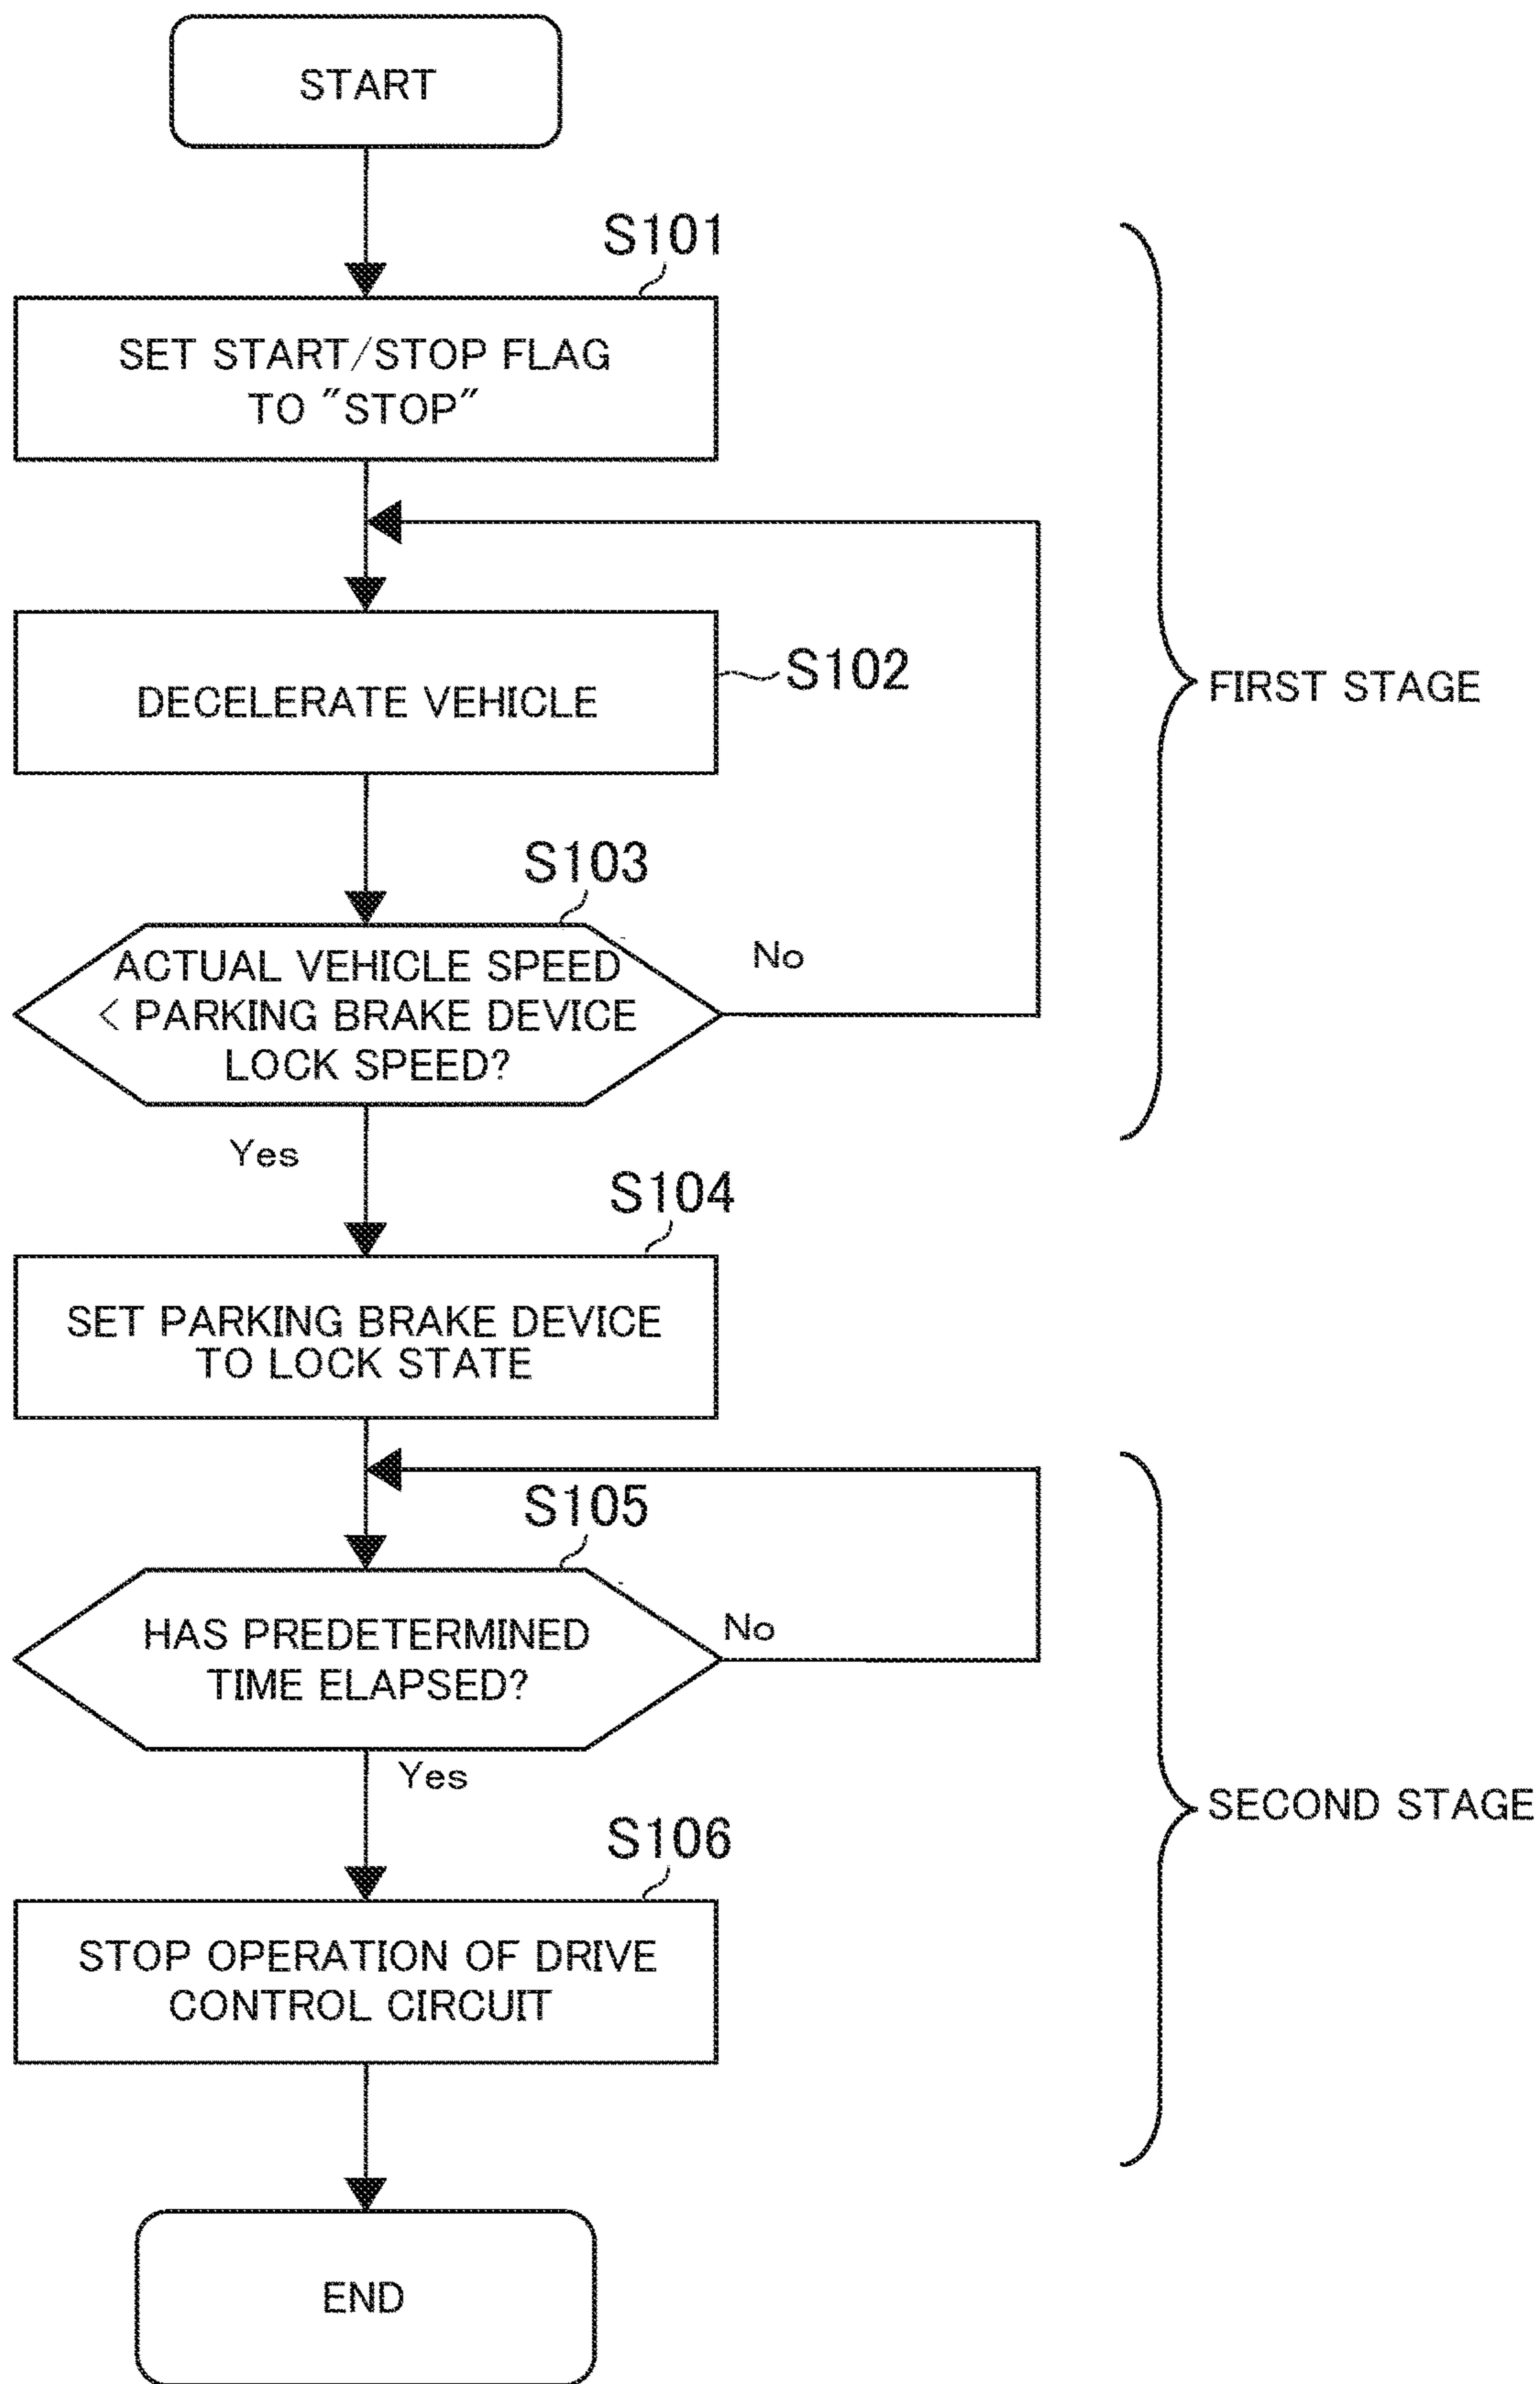 START
S101
SET START/STOP FLAG
TO "STOP"
DECELERATE VEHICLE
S102
FIRST STAGE
S103
ACTUAL VEHICLE SPEED
< PARKING BRAKE DEVICE
LOCK SPEED?
No
Yes
S104
SET PARKING BRAKE DEVICE
TO LOCK STATE
S105
HAS PREDETERMINED
TIME ELAPSED?
No
Yes
SECOND STAGE
S106
STOP OPERATION OF DRIVE
CONTROL CIRCUIT
END